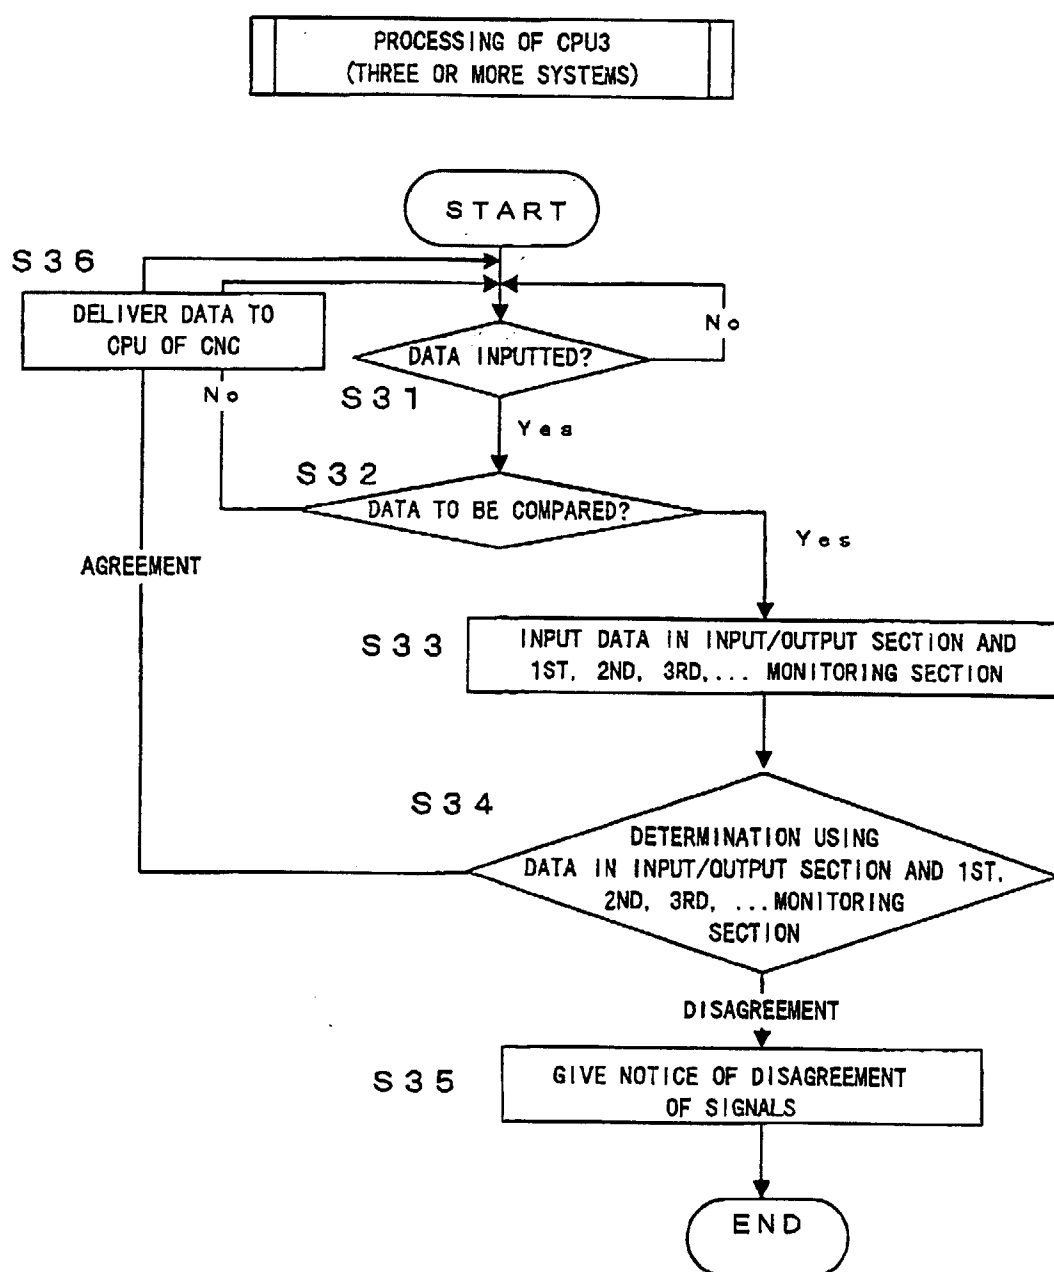 PROCESSING OF CPU3
(THREE OR MORE SYSTEMS)
START
S36
DELIVER DATA TO
CPU OF CNC
No
DATA INPUTTED?
No
S31
Yes
S32
DATA TO BE COMPARED?
Yes
AGREEMENT
S33
INPUT DATA IN INPUT/OUTPUT SECTION AND
1ST, 2ND, 3RD,... MONITORING SECTION
S34
DETERMINATION USING
DATA IN INPUT/OUTPUT SECTION AND 1ST,
2ND, 3RD, ...MONITORING
SECTION
DISAGREEMENT
S35
GIVE NOTICE OF DISAGREEMENT
OF SIGNALS
END